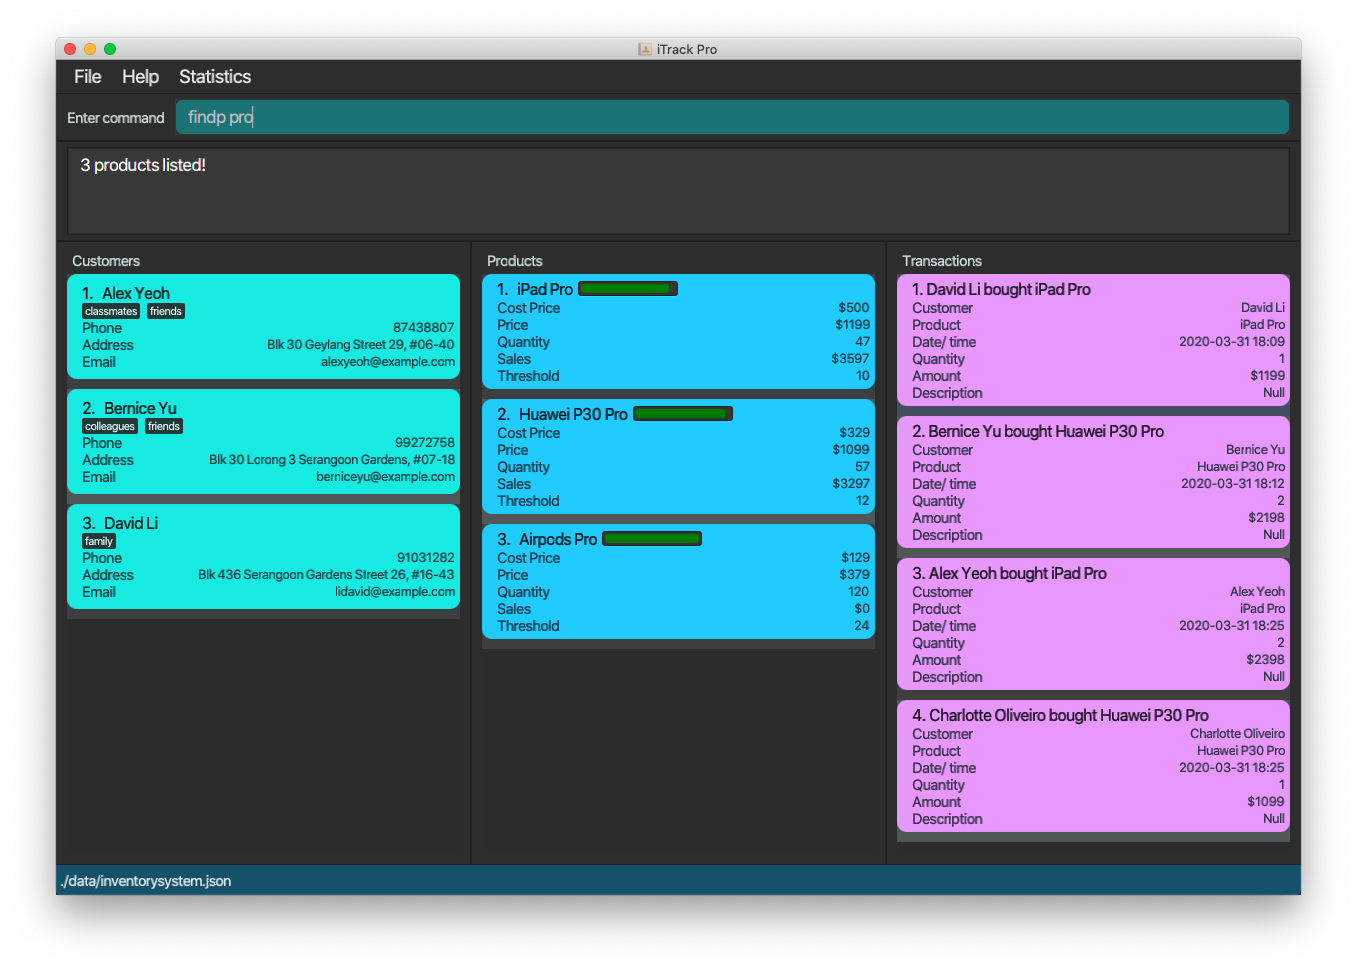 iTrack Pro
File Help Statistics
Enter command findp pro
3 products listed!
Customers
1. Alex Yeoh
classmates friends
Phone 87438807
Address Blk 30 Geylang Street 29, #06-40
Email alexyeoh@example.com
2. Bernice Yu
colleagues friends
Phone 99272758
Address Blk 30 Lorong 3 Serangoon Gardens, #07-18
Email berniceyu@example.com
3. David Li
family
Phone 91031282
Address Blk 436 Serangoon Gardens Street 26, #16-43
Email lidavid@example.com
Products
1. iPad Pro
Cost Price $500
Price $1199
Quantity 47
Sales $3597
Threshold 10
2. Huawei P30 Pro
Cost Price $329
Price $1099
Quantity 57
Sales $3297
Threshold 12
3. Airpods Pro
Cost Price $129
Price $379
Quantity 120
Sales $0
Threshold 24
Transactions
1. David Li bought iPad Pro
Customer David Li
Product iPad Pro
Date/ time 2020-03-31 18:09
Quantity 1
Amount $1199
Description Null
2. Bernice Yu bought Huawei P30 Pro
Customer Bernice Yu
Product Huawei P30 Pro
Date/ time 2020-03-31 18:12
Quantity 2
Amount $2198
Description Null
3. Alex Yeoh bought iPad Pro
Customer Alex Yeoh
Product iPad Pro
Date/ time 2020-03-31 18:25
Quantity 2
Amount $2398
Description Null
4. Charlotte Oliveiro bought Huawei P30 Pro
Customer Charlotte Oliveiro
Product Huawei P30 Pro
Date/ time 2020-03-31 18:25
Quantity 1
Amount $1099
Description Null
./data/inventorysystem.json